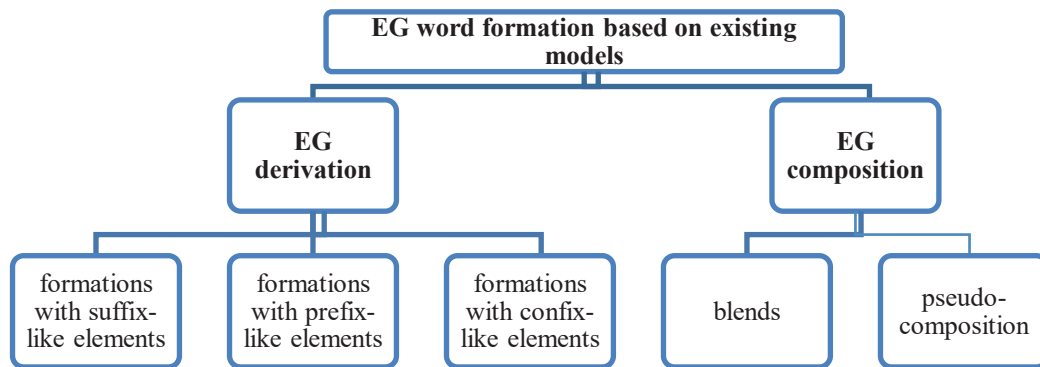 EG word formation based on existing
models
EG
derivation
EG
composition
formations
with suffix-
like elements
formations
with prefix-
like elements
formations
with confix-
like elements
blends
pseudo-
composition